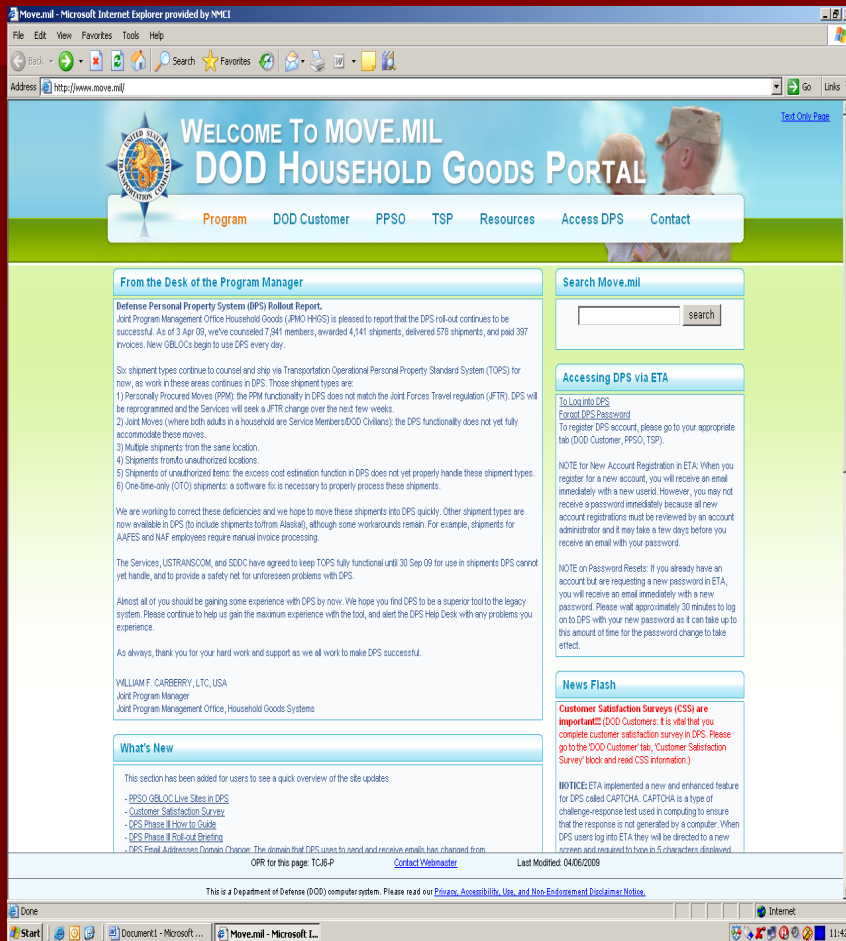 Move.mil - Microsoft Internet Explorer provided by NMCI
File Edit View Favorites Tools Help
Back Search Favorites
Address http://www.move.mil/ Go Links
Text Only Page
UNITED STATES TRANSPORTATION COMMAND
WELCOME TO MOVE.MIL
DOD HOUSEHOLD GOODS PORTAL
Program DOD Customer PPSO TSP Resources Access DPS Contact
From the Desk of the Program Manager
Defense Personal Property System (DPS) Rollout Report.
Joint Program Management Office Household Goods (JPMO HHGS) is pleased to report that the DPS roll-out continues to be
successful. As of 3 Apr 09, we've counseled 7,941 members, awarded 4,141 shipments, delivered 578 shipments, and paid 397
invoices. New GBLOCs begin to use DPS every day.
Six shipment types continue to counsel and ship via Transportation Operational Personal Property Standard System (TOPS) for
now, as work in these areas continues in DPS. Those shipment types are:
1) Personally Procured Moves (PPM): the PPM functionality in DPS does not match the Joint Forces Travel regulation (JFTR). DPS will
be reprogrammed and the Services will seek a JFTR change over the next few weeks.
2) Joint Moves (where both adults in a household are Service Members/DOD Civilians): the DPS functionality does not yet fully
accommodate these moves.
3) Multiple shipments from the same location.
4) Shipments from/to unauthorized locations.
5) Shipments of unauthorized items: the excess cost estimation function in DPS does not yet properly handle these shipment types.
6) One-time-only (OTO) shipments: a software fix is necessary to properly process these shipments.
We are working to correct these deficiencies and we hope to move these shipments into DPS quickly. Other shipment types are
now available in DPS (to include shipments to/from Alaska!), although some workarounds remain. For example, shipments for
AAFES and NAF employees require manual invoice processing.
The Services, USTRANSCOM, and SDDC have agreed to keep TOPS fully functional until 30 Sep 09 for use in shipments DPS cannot
yet handle, and to provide a safety net for unforeseen problems with DPS.
Almost all of you should be gaining some experience with DPS by now. We hope you find DPS to be a superior tool to the legacy
system. Please continue to help us gain the maximum experience with the tool, and alert the DPS Help Desk with any problems you
experience.
As always, thank you for your hard work and support as we all work to make DPS successful.
WILLIAM F. CARBERRY, LTC, USA
Joint Program Manager
Joint Program Management Office, Household Goods Systems
What's New
This section has been added for users to see a quick overview of the site updates
- PPSO GBLOC Live Sites in DPS
- Customer Satisfaction Survey
- DPS Phase III How to Guide
- DPS Phase III Roll-out Briefing
- DPS Email Addresses Domain Change: The domain that DPS uses to send and receive emails has changed from
Search Move.mil
search
Accessing DPS via ETA
To Log into DPS
Forgot DPS Password
To register DPS account, please go to your appropriate
tab (DOD Customer, PPSO, TSP).
NOTE for New Account Registration in ETA: When you
register for a new account, you will receive an email
immediately with a new userid. However, you may not
receive a password immediately because all new
account registrations must be reviewed by an account
administrator and it may take a few days before you
receive an email with your password.
NOTE on Password Resets: If you already have an
account but are requesting a new password in ETA,
you will receive an email immediately with a new
password. Please wait approximately 30 minutes to log
on to DPS with your new password as it can take up to
this amount of time for the password change to take
effect.
News Flash
Customer Satisfaction Surveys (CSS) are
important!!! (DOD Customers: It is vital that you
complete customer satisfaction survey in DPS. Please
go to the 'DOD Customer' tab, 'Customer Satisfaction
Survey' block and read CSS information.)
NOTICE: ETA implemented a new and enhanced feature
for DPS called CAPTCHA. CAPTCHA is a type of
challenge-response test used in computing to ensure
that the response is not generated by a computer. When
DPS users log into ETA they will be directed to a new
screen and required to type in 5 characters displayed
OPR for this page: TCJ6-P Contact Webmaster Last Modified: 04/06/2009
This is a Department of Defense (DOD) computer system. Please read our Privacy, Accessibility, Use, and Non-Endorsement Disclaimer Notice.
Done Internet
Start Document1 - Microsoft ... Move.mil - Microsoft I... 11:42